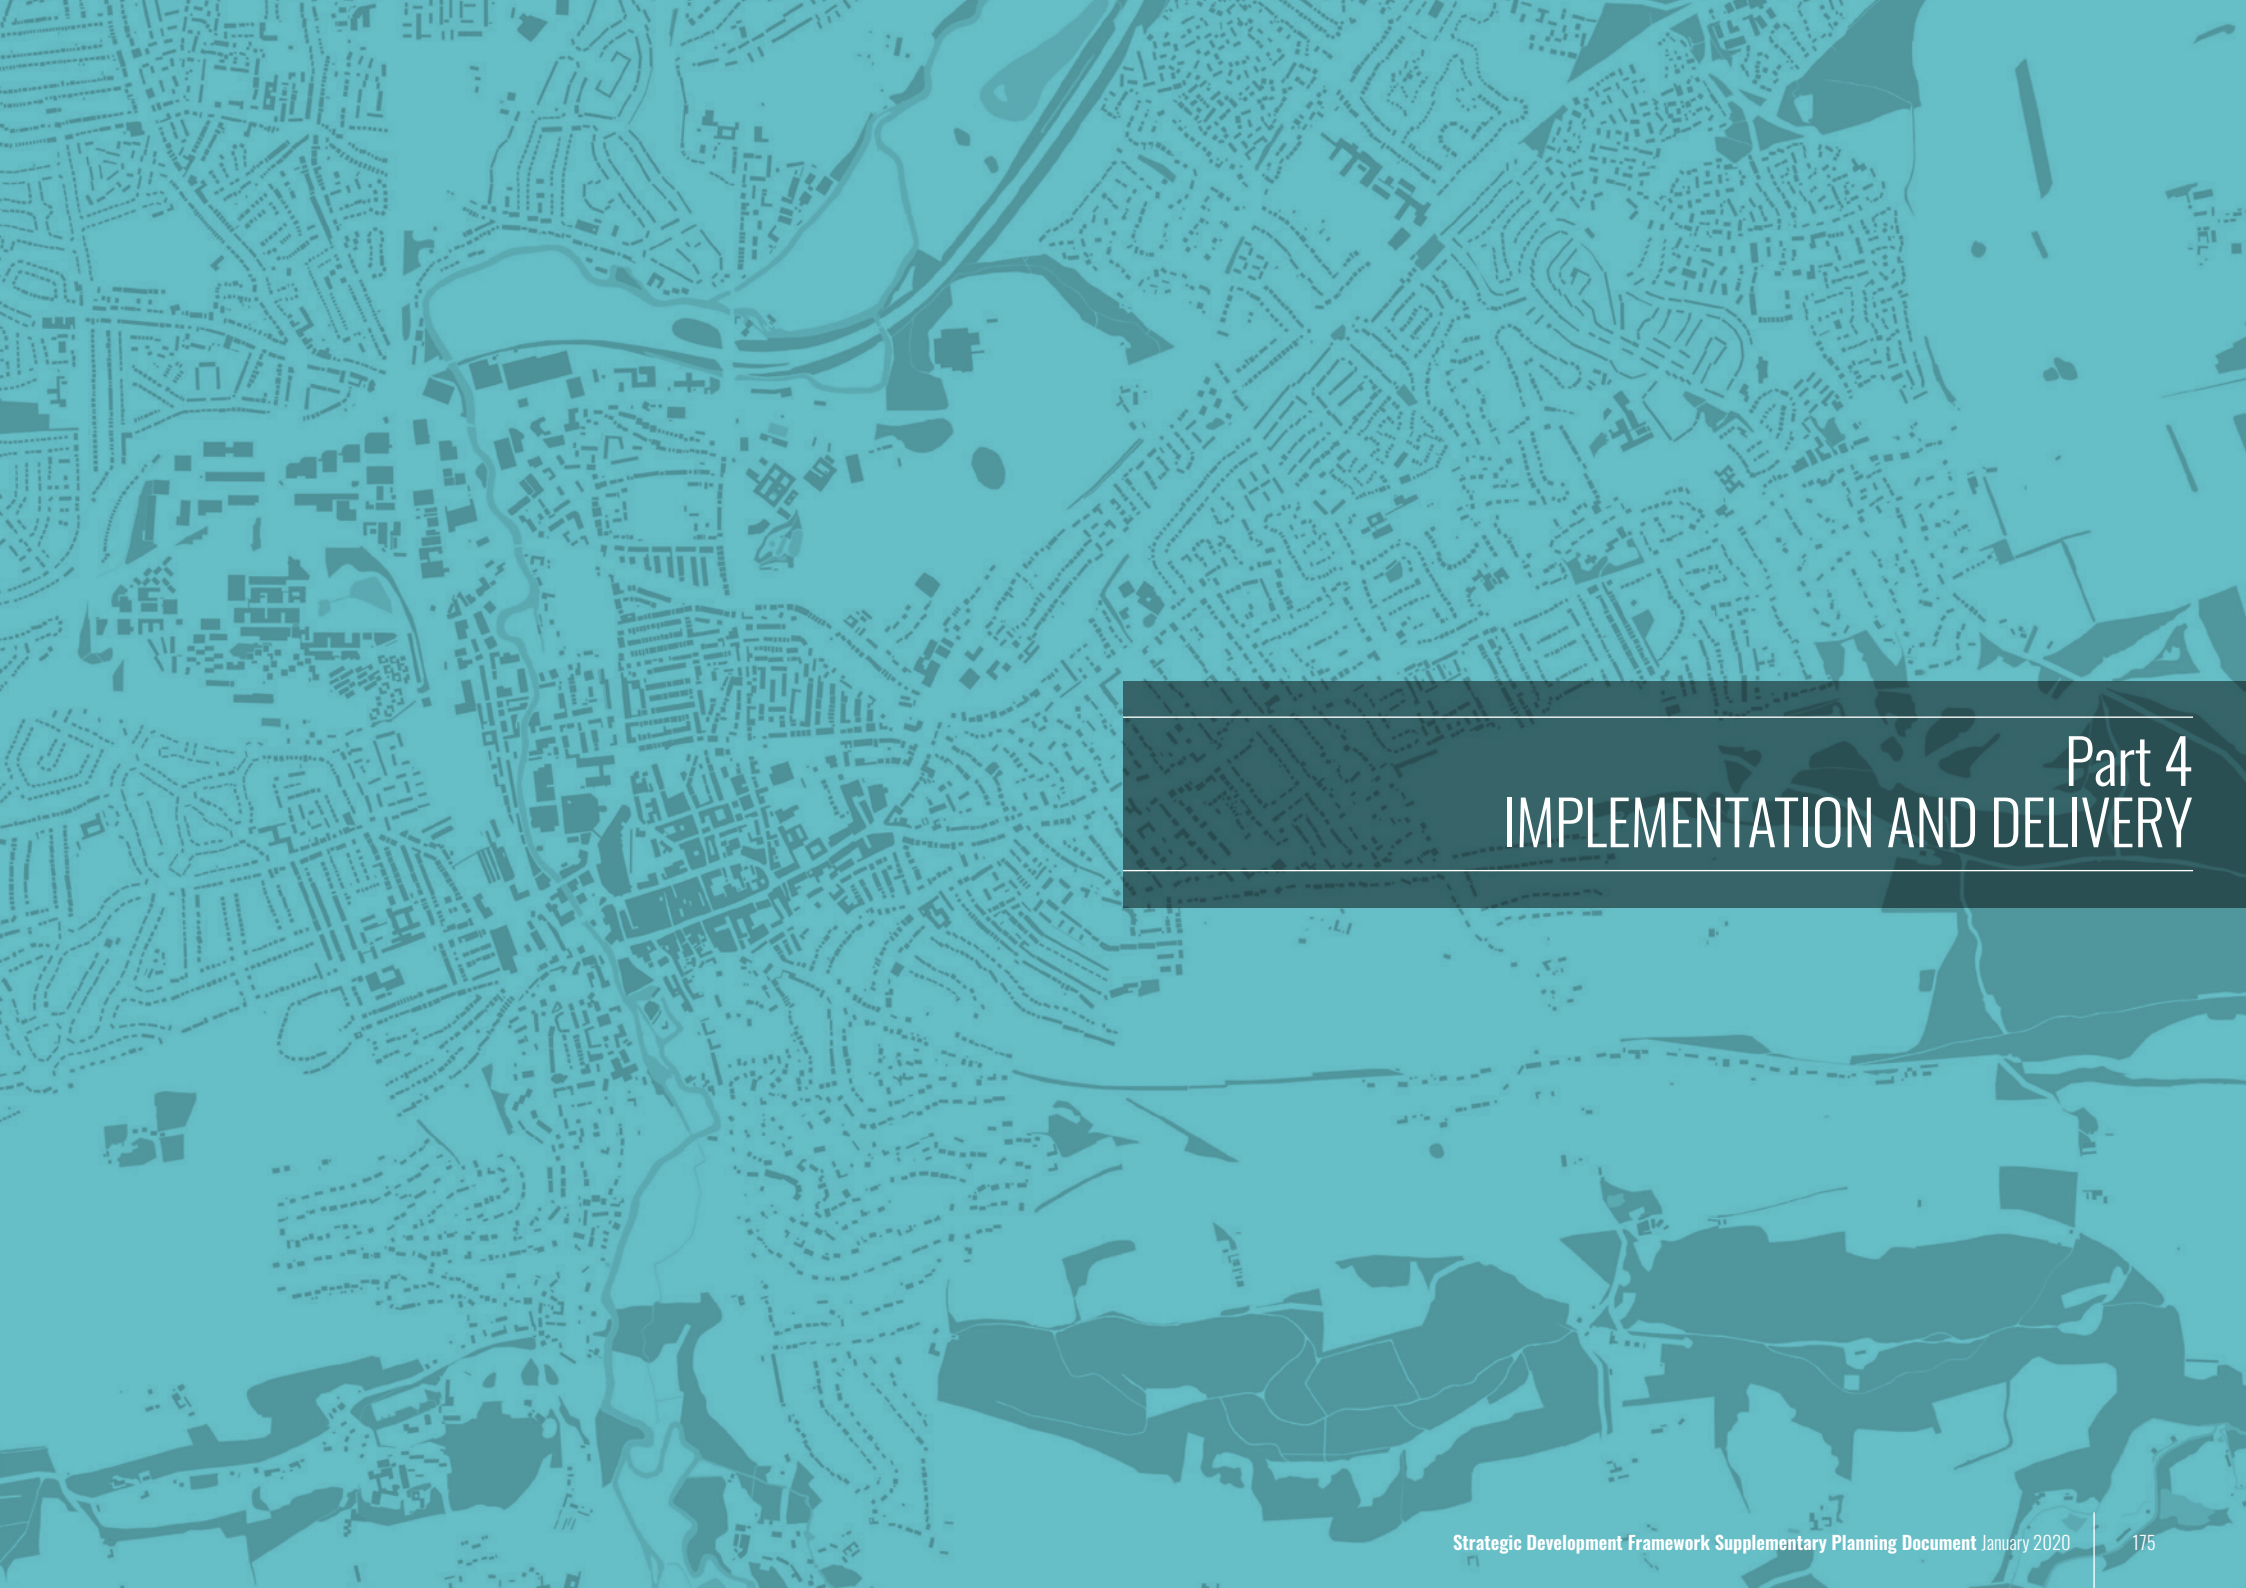 Part 4
IMPLEMENTATION AND DELIVERY
Strategic Development Framework Supplementary Planning Document January 2020 175